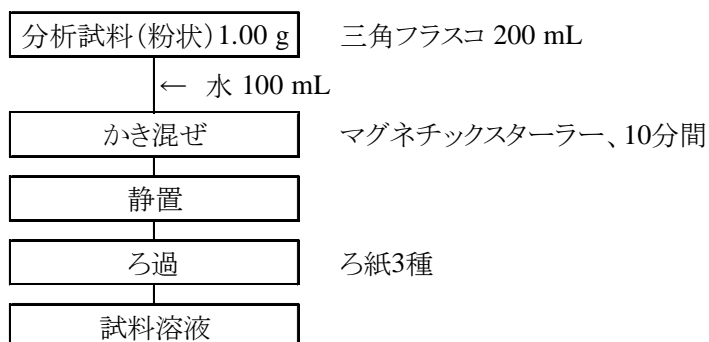 分析試料(粉状)1.00 g 三角フラスコ 200 mL
← 水 100 mL
かき混ぜ マグネチックスターラー、10分間
静置
ろ過 ろ紙3種
試料溶液